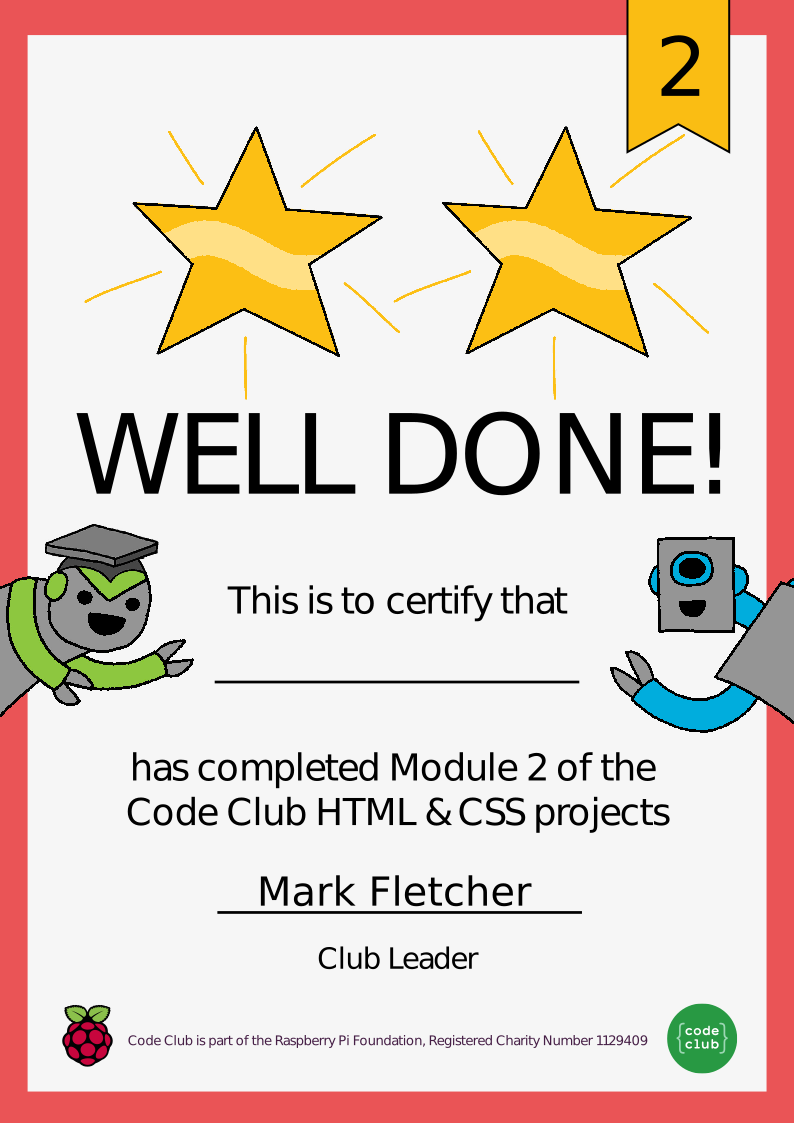 2
WELL DONE!
This is to certify that
has completed Module 2 of the
Code Club HTML & CSS projects
Mark Fletcher
Club Leader
Code Club is part of the Raspberry Pi Foundation, Registered Charity Number 1129409
code
club